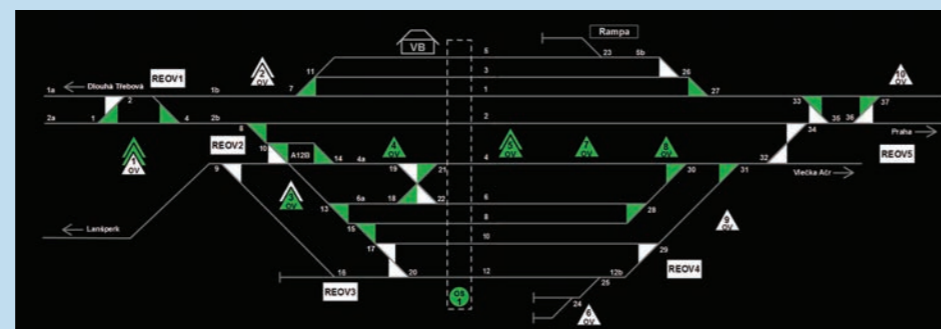 Rampa
VB
5
23
5b
2
OV
11
3
26
10
OV
REOV1
Dlouhá Třebová
1a
1b
7
1
27
2
33
37
2a
1
4
2b
2
35
36
34
Praha
8
REOV2
10
A12B
14
4a
4
OV
5
OV
7
OV
8
OV
4
REOV5
1
OV
9
19
21
30
32
31
Vlečka Ačr
3
OV
18
22
13
6a
6
28
9
OV
Lanšperk
15
8
17
10
29
REOV4
16
20
12
12b
REOV3
25
OS
1
24
6
OV